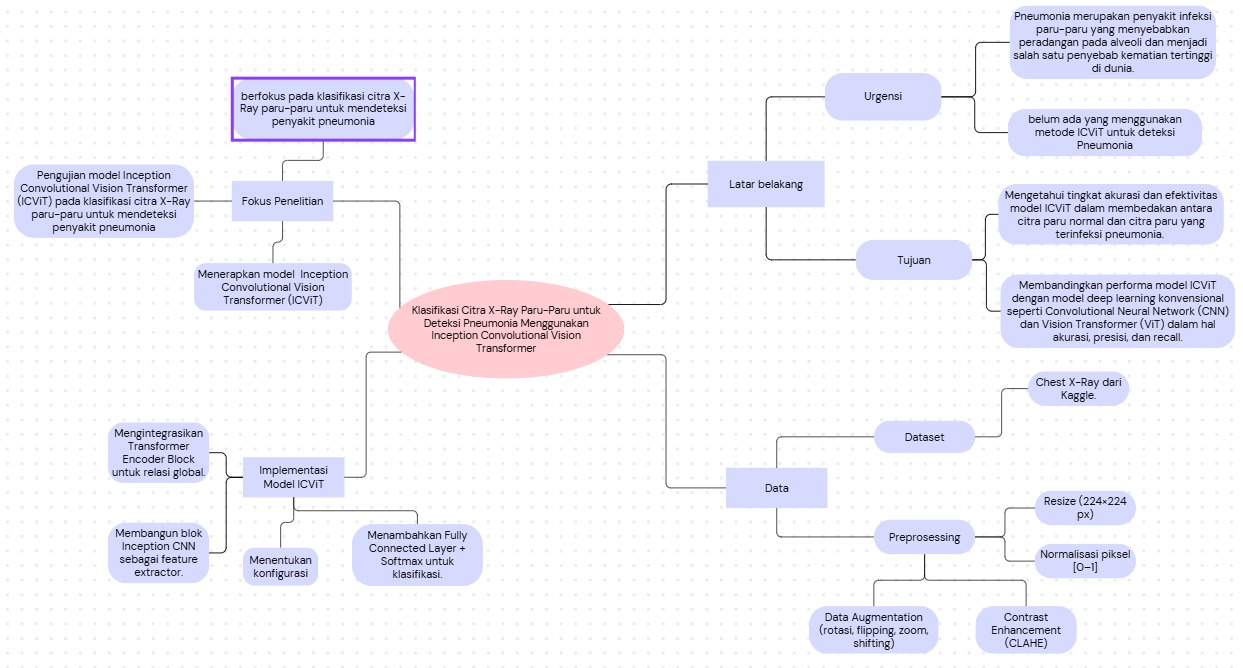 Pneumonia merupakan penyakit infeksi
paru-paru yang menyebabkan
peradangan pada alveoli dan menjadi
salah satu penyebab kematian tertinggi
di dunia.
Urgensi
belum ada yang menggunakan
metode ICViT untuk deteksi
Pneumonia
Latar belakang
Mengetahui tingkat akurasi dan efektivitas
model ICViT dalam membedakan antara
citra paru normal dan citra paru yang
terinfeksi pneumonia.
Tujuan
Membandingkan performa model ICViT
dengan model deep learning konvensional
seperti Convolutional Neural Network (CNN)
dan Vision Transformer (ViT) dalam hal
akurasi, presisi, dan recall.
berfokus pada klasifikasi citra X-
Ray paru-paru untuk mendeteksi
penyakit pneumonia
Pengujian model Inception
Convolutional Vision Transformer
(ICViT) pada klasifikasi citra X-Ray
paru-paru untuk mendeteksi
penyakit pneumonia
Fokus Penelitian
Menerapkan model  Inception
Convolutional Vision
Transformer (ICViT)
Klasifikasi Citra X-Ray Paru-Paru untuk
Deteksi Pneumonia Menggunakan
Inception Convolutional Vision
Transformer
Chest X-Ray dari
Kaggle.
Dataset
Data
Resize (224×224
px)
Preprosessing
Normalisasi piksel
[0–1]
Data Augmentation
(rotasi, flipping, zoom,
shifting)
Contrast
Enhancement
(CLAHE)
Mengintegrasikan
Transformer
Encoder Block
untuk relasi global.
Implementasi
Model ICViT
Membangun blok
Inception CNN
sebagai feature
extractor.
Menentukan
konfigurasi
Menambahkan Fully
Connected Layer +
Softmax untuk
klasifikasi.